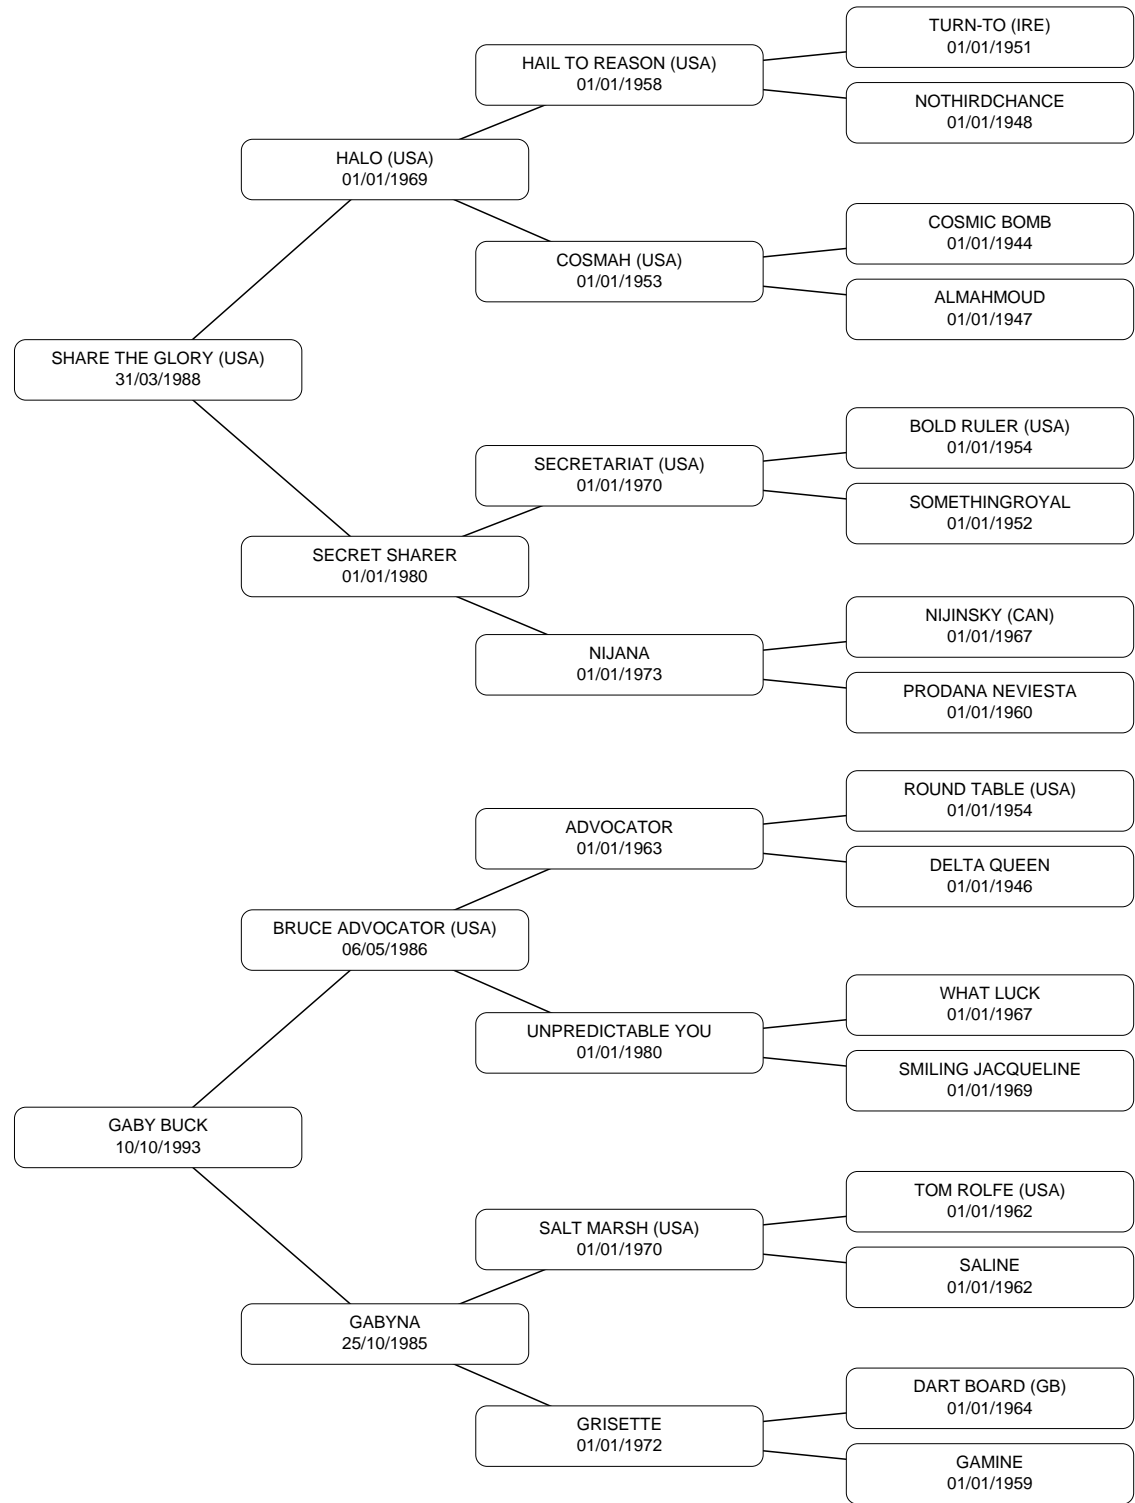 TURN-TO (IRE)
01/01/1951
HAIL TO REASON (USA)
01/01/1958
NOTHIRDCHANCE
01/01/1948
HALO (USA)
01/01/1969
COSMIC BOMB
01/01/1944
COSMAH (USA)
01/01/1953
ALMAHMOUD
01/01/1947
SHARE THE GLORY (USA)
31/03/1988
BOLD RULER (USA)
01/01/1954
SECRETARIAT (USA)
01/01/1970
SOMETHINGROYAL
01/01/1952
SECRET SHARER
01/01/1980
NIJINSKY (CAN)
01/01/1967
NIJANA
01/01/1973
PRODANA NEVIESTA
01/01/1960
ROUND TABLE (USA)
01/01/1954
ADVOCATOR
01/01/1963
DELTA QUEEN
01/01/1946
BRUCE ADVOCATOR (USA)
06/05/1986
WHAT LUCK
01/01/1967
UNPREDICTABLE YOU
01/01/1980
SMILING JACQUELINE
01/01/1969
GABY BUCK
10/10/1993
TOM ROLFE (USA)
01/01/1962
SALT MARSH (USA)
01/01/1970
SALINE
01/01/1962
GABYNA
25/10/1985
DART BOARD (GB)
01/01/1964
GRISETTE
01/01/1972
GAMINE
01/01/1959